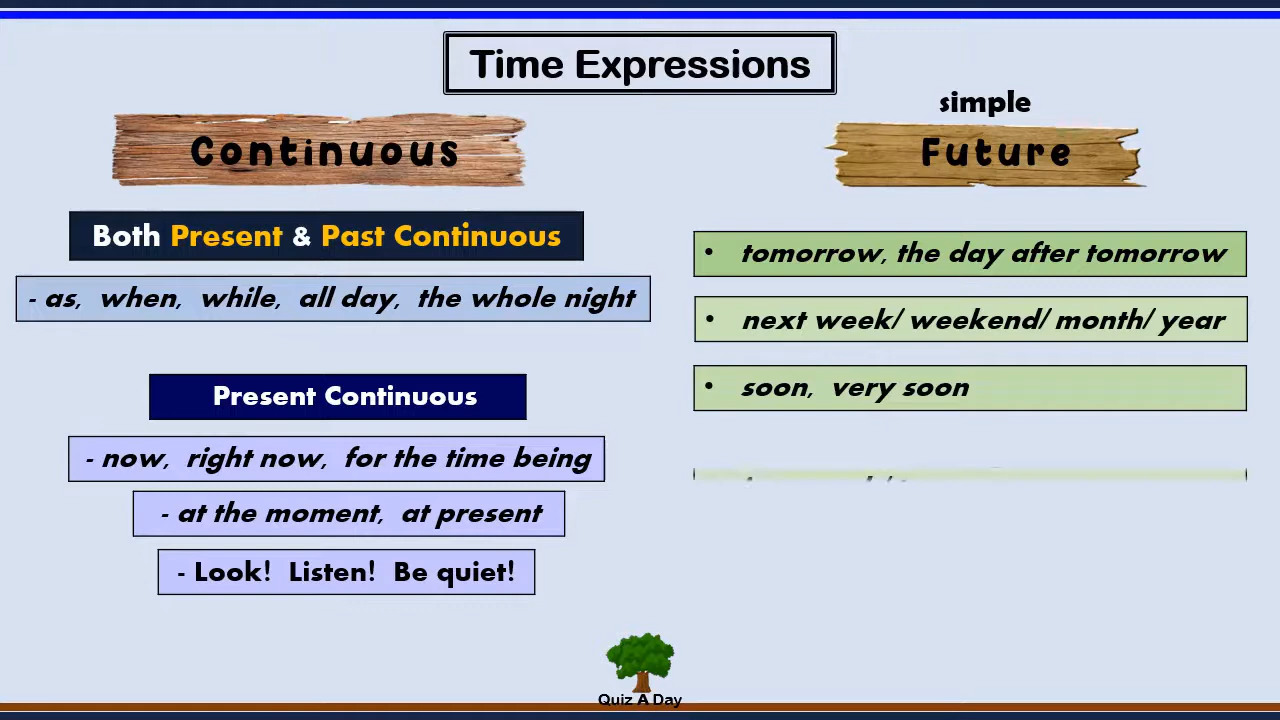 Time Expressions
Continuous
Both Present & Past Continuous
- as, when, while, all day, the whole night
Present Continuous
- now, right now, for the time being
- at the moment, at present
- Look! Listen! Be quiet!
simple
Future
• tomorrow, the day after tomorrow
• next week/ weekend/ month/ year
• soon, very soon
Quiz A Day